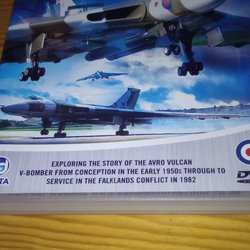 EXPLORING THE STORY OF THE AVRO VULCAN
V-BOMBER FROM CONCEPTION IN THE EARLY 1950s THROUGH TO
SERVICE IN THE FALKLANDS CONFLICT IN 1982